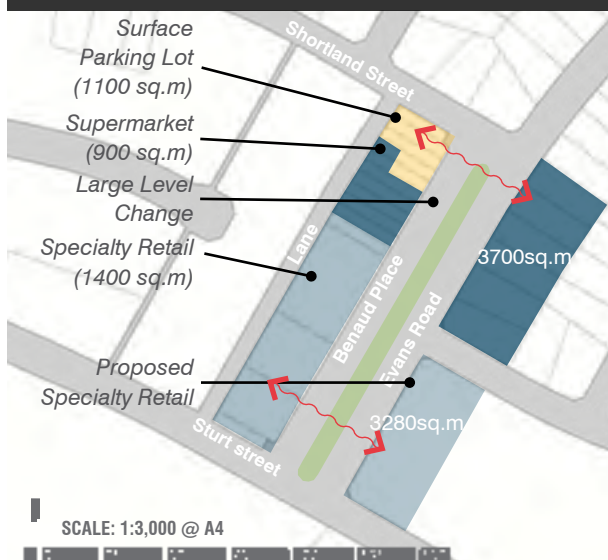 Surface
Parking Lot
(1100 sq.m)
Supermarket
(900 sq.m)
Large Level
Change
Specialty Retail
(1400 sq.m)
Proposed
Specialty Retail
Shortland Street
Lane
Benaud Place
Evans Road
Sturt street
3700sq.m
3280sq.m
SCALE: 1:3,000 @ A4